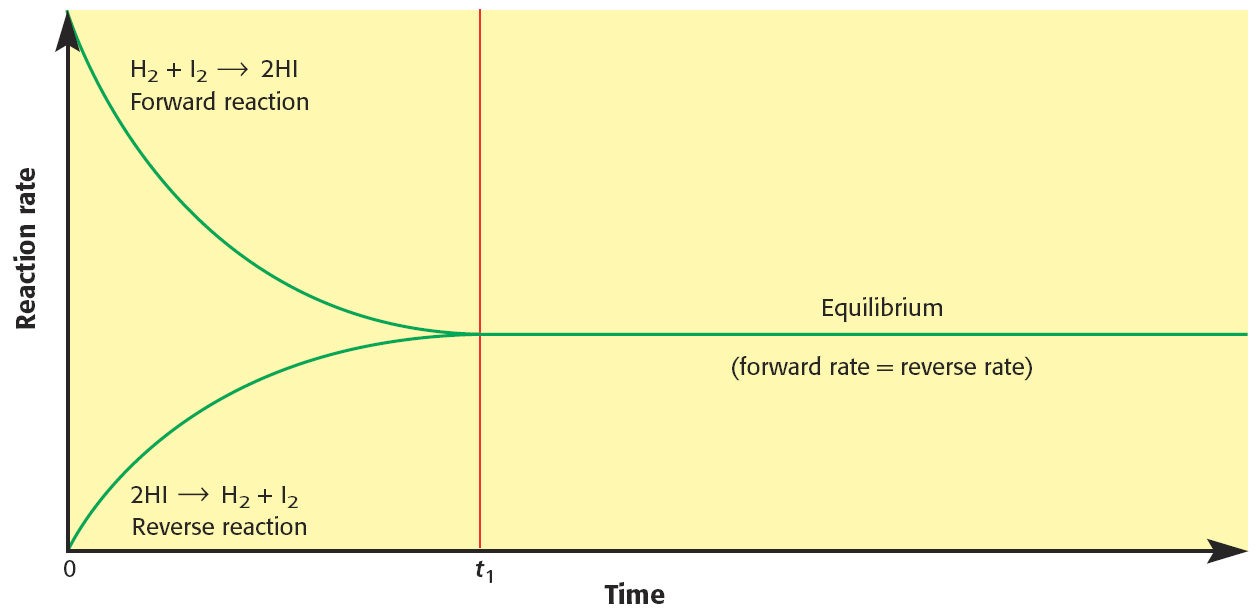 H₂ + I₂ ⟶ 2HI
Forward reaction
Reaction rate
Equilibrium
(forward rate = reverse rate)
2HI ⟶ H₂ + I₂
Reverse reaction
0
t₁
Time